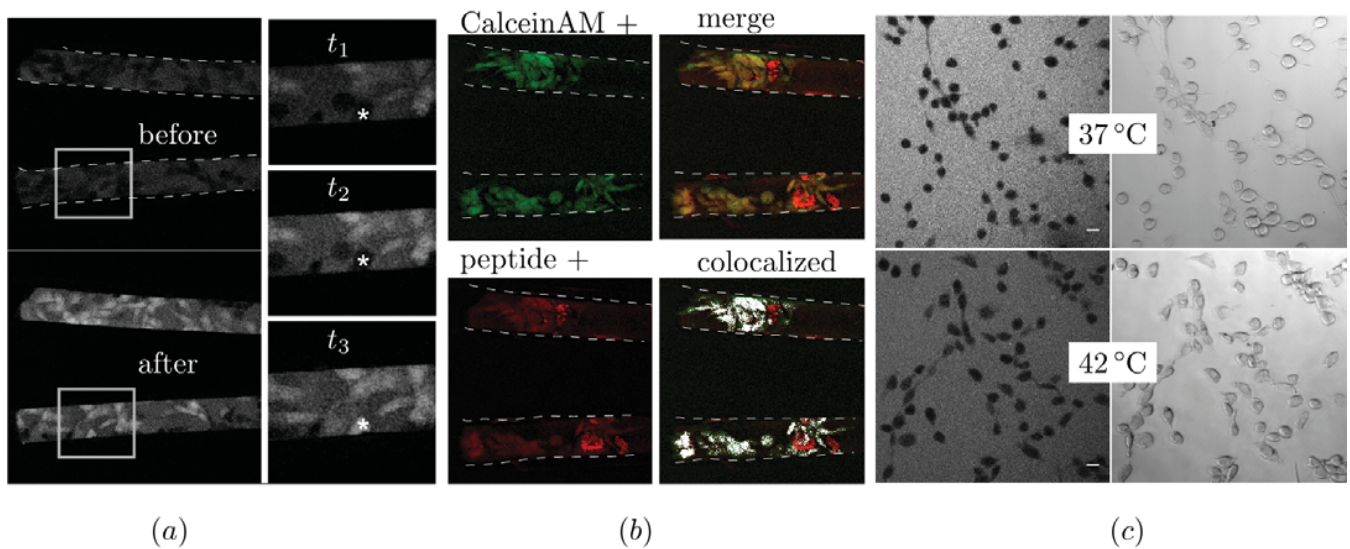 before
after
t₁
*
t₂
*
t₃
*
CalceinAM +
merge
peptide +
colocalized
37 °C
42 °C
(a)
(b)
(c)